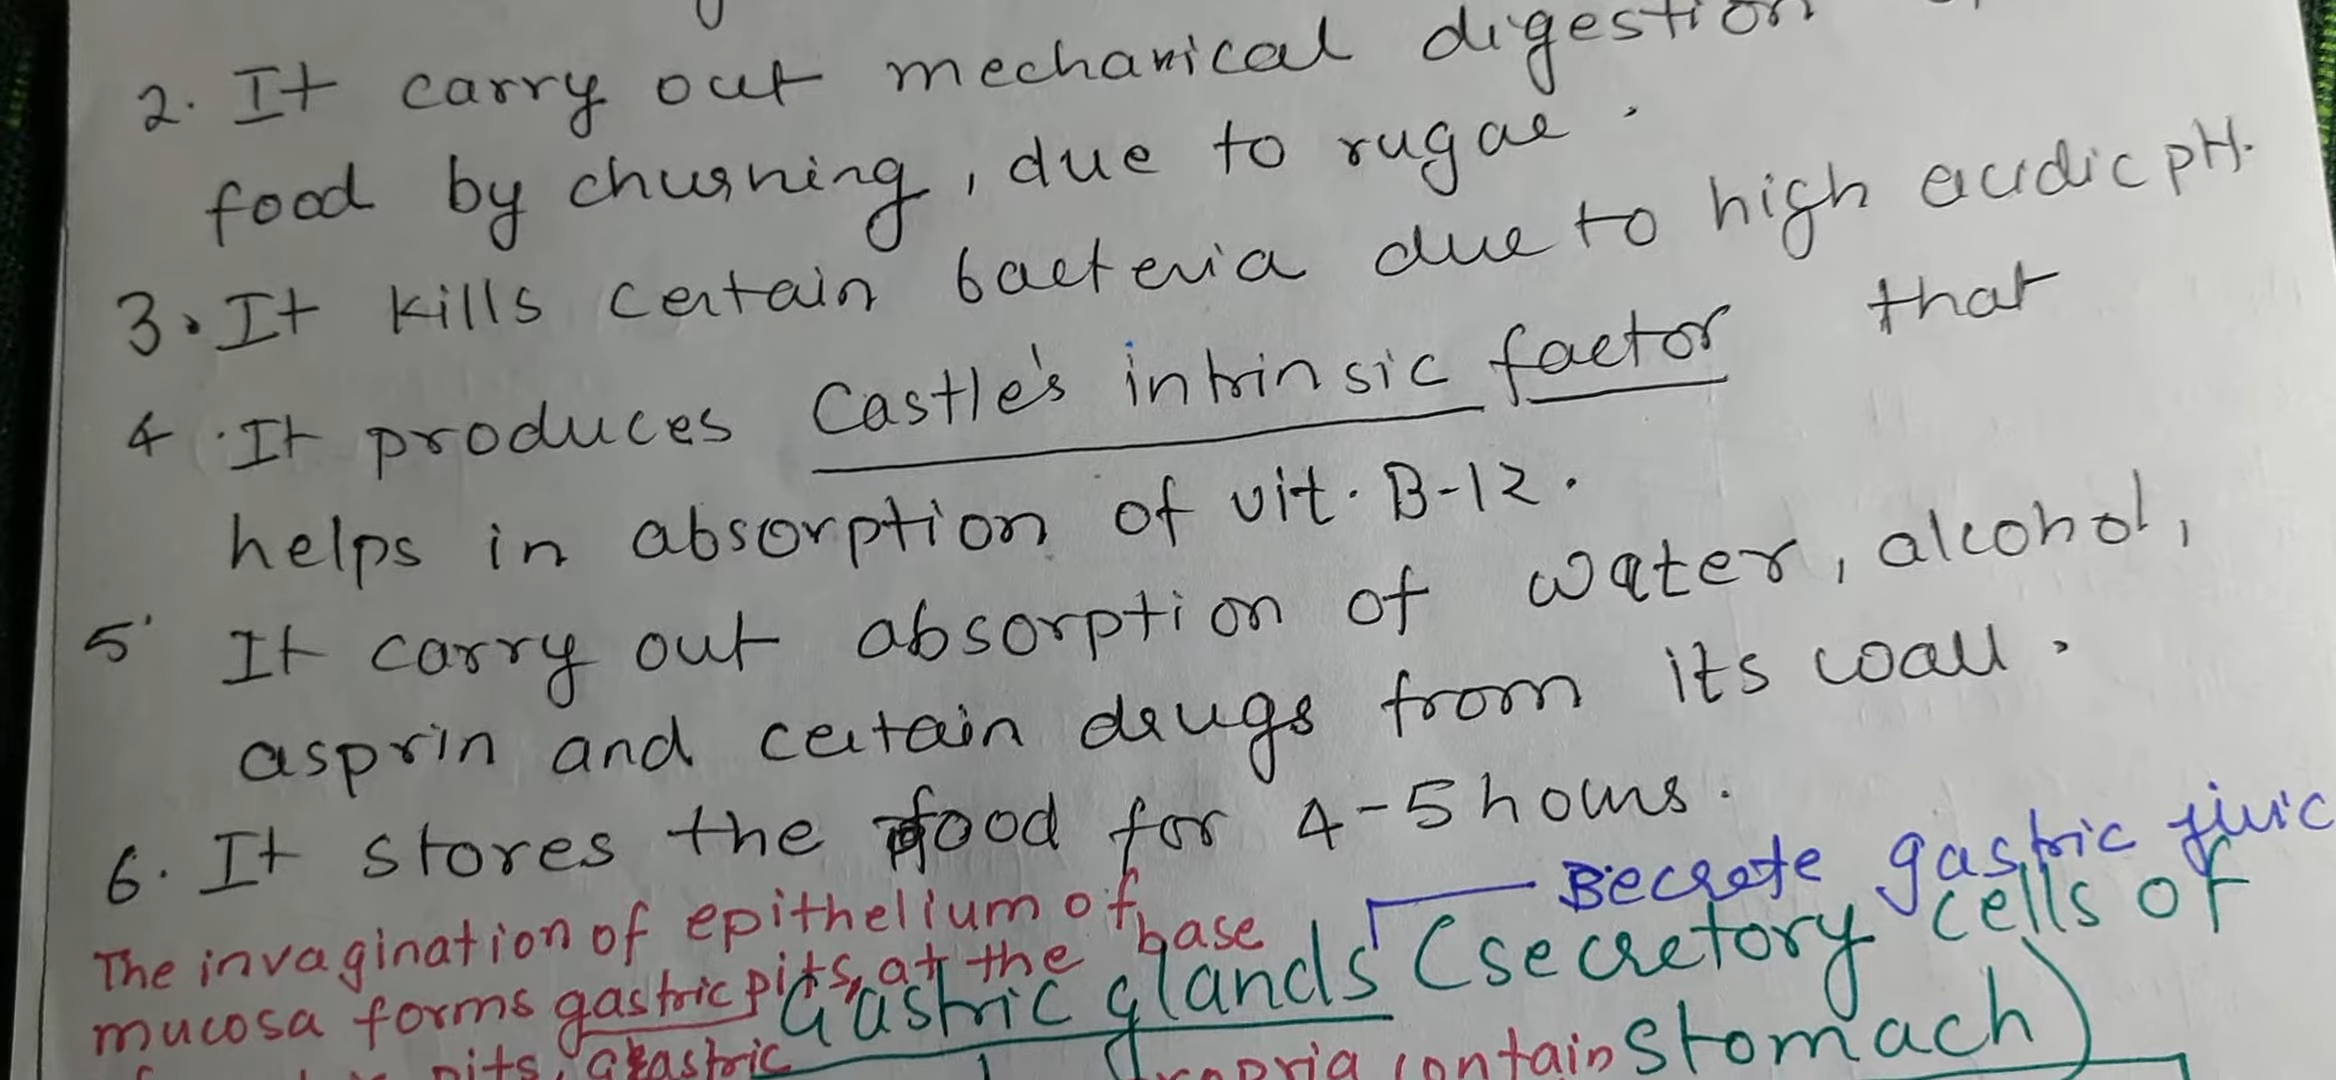 2. It carry out mechanical digestion
food by churning, due to rugae.
3. It kills certain bacteria due to high acidic pH.
4. It produces Castle's intrinsic factor that
helps in absorption of vit. B-12.
5. It carry out absorption of water, alcohol,
asprin and certain drugs from its wall.
6. It stores the food for 4-5 hours.
Secrete gastric juic
The invagination of epithelium of
mucosa forms gastric pits, at the base
Gastric glands (secretory cells of
stomach)
pits, gastric
propria contain